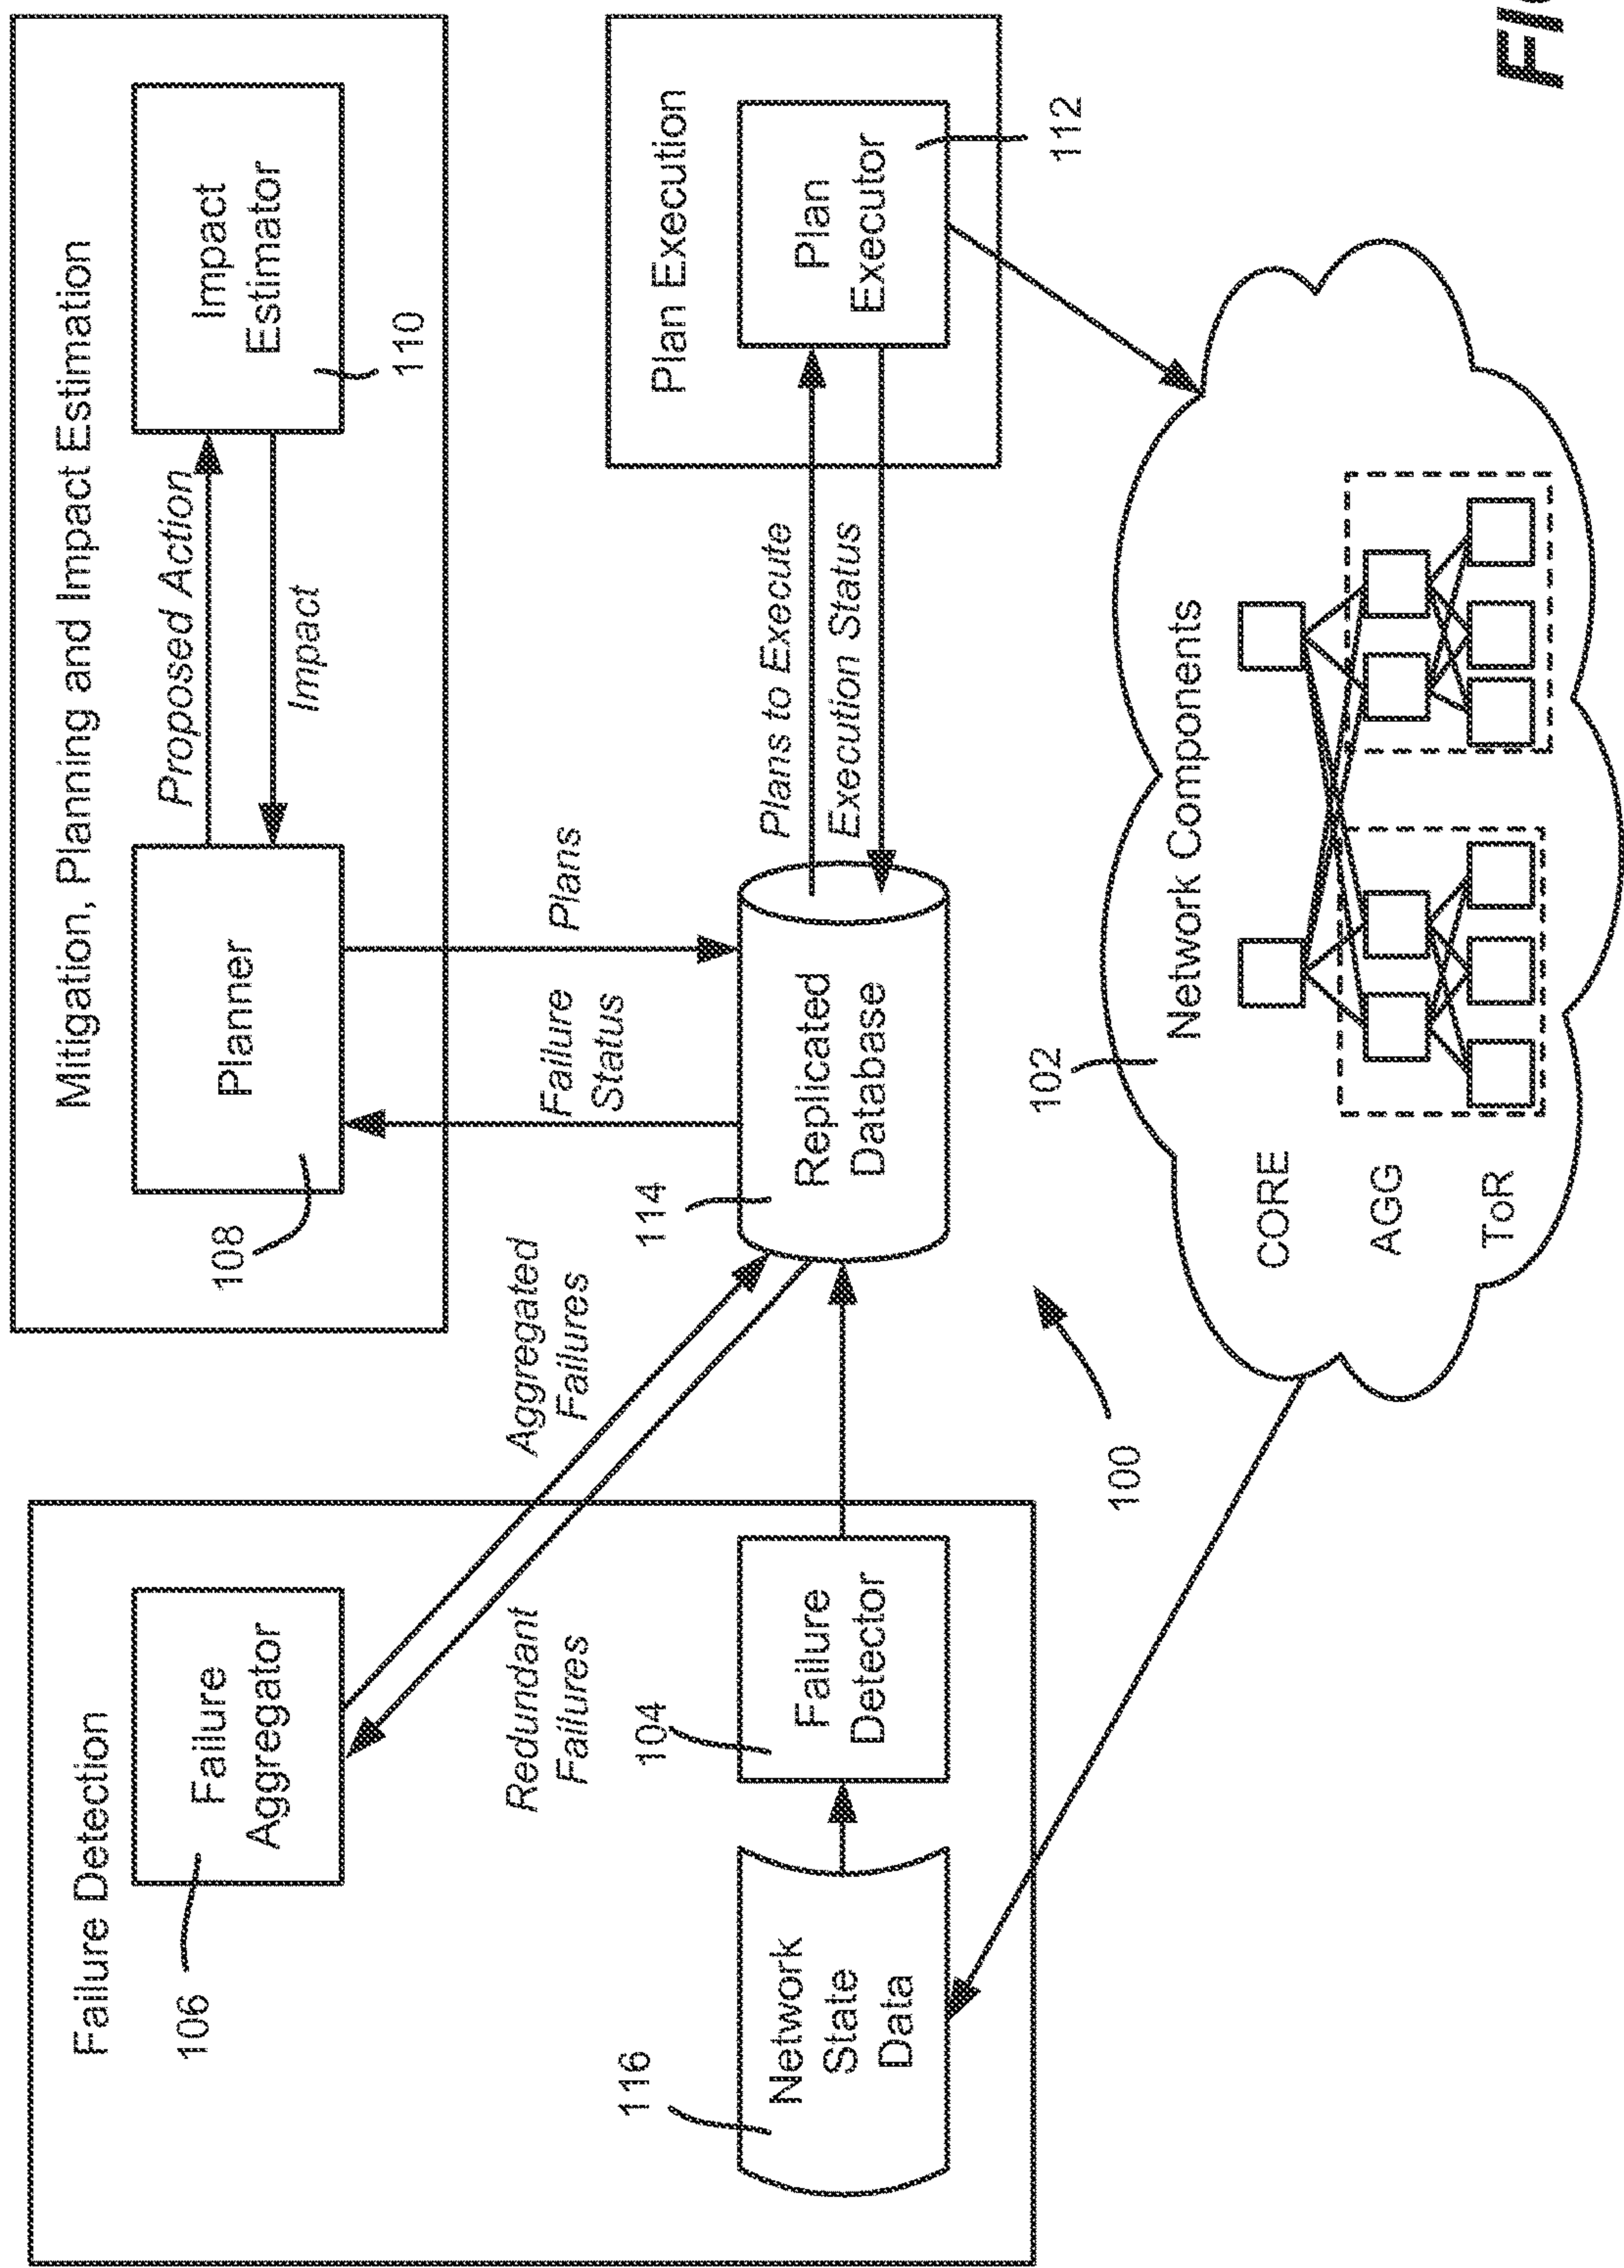 Failure Detection
106
Failure
Aggregator
116
Network
State
Data
104
Failure
Detector
Redundant
Failures
Aggregated
Failures
Mitigation, Planning and Impact Estimation
108
Planner
Proposed Action
Impact
Impact
Estimator
110
Failure
Status
Plans
114
Replicated
Database
Plans to Execute
Execution Status
Plan Execution
Plan
Executor
112
100
102
Network Components
CORE
AGG
ToR